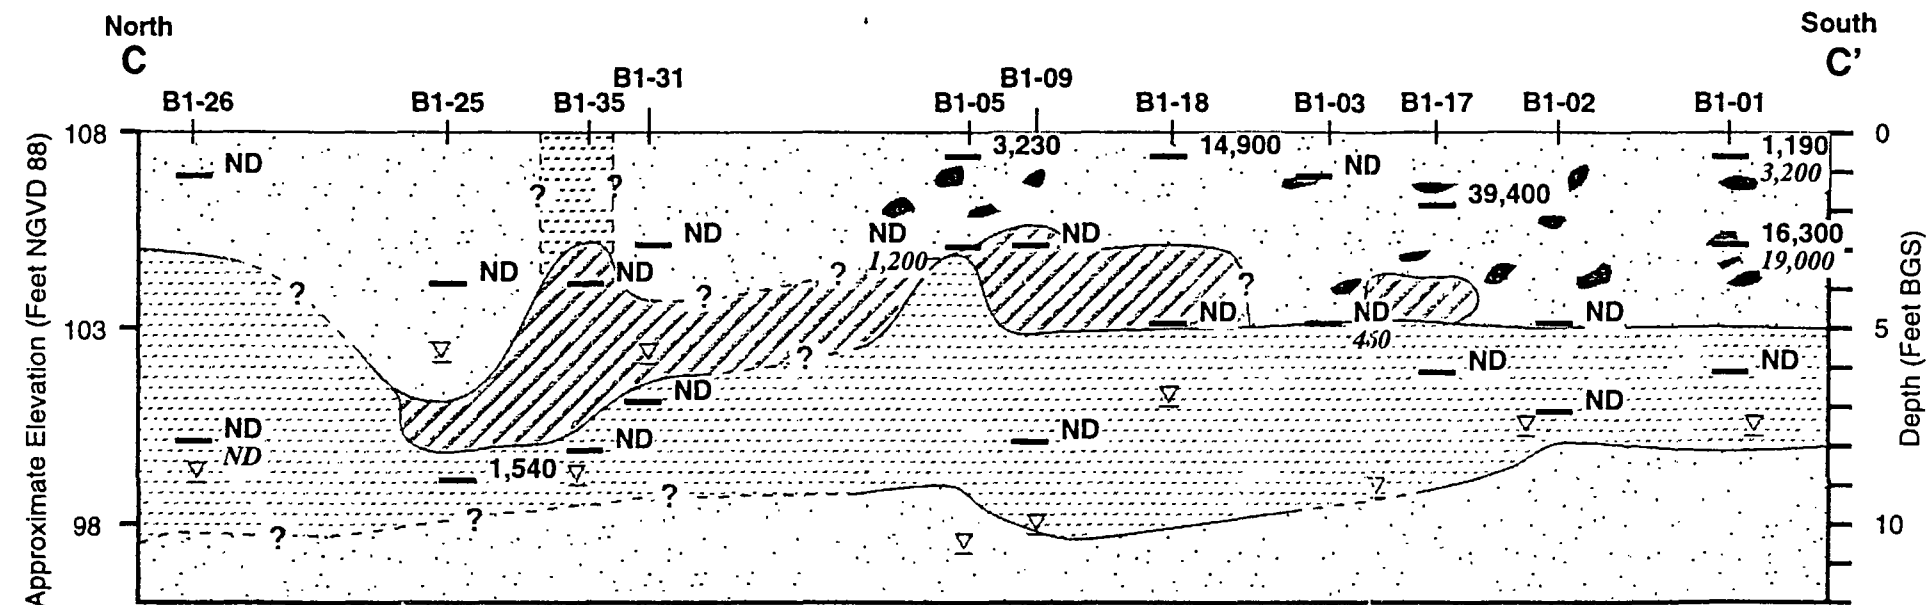 North
South
C
C'
B1-31
B1-09
B1-26
B1-25
B1-35
B1-05
B1-18
B1-03
B1-17
B1-02
B1-01
108
0
3,230
14,900
1,190
ND
ND
3,200
?
?
39,400
ND
ND
ND
16,300
1,200
19,000
ND
ND
?
?
?
?
ND
ND
ND
103
5
450
?
ND
ND
ND
ND
ND
ND
ND
ND
1,540
?
?
98
?
10
Approximate Elevation (Feet NGVD 88)
Depth (Feet BGS)